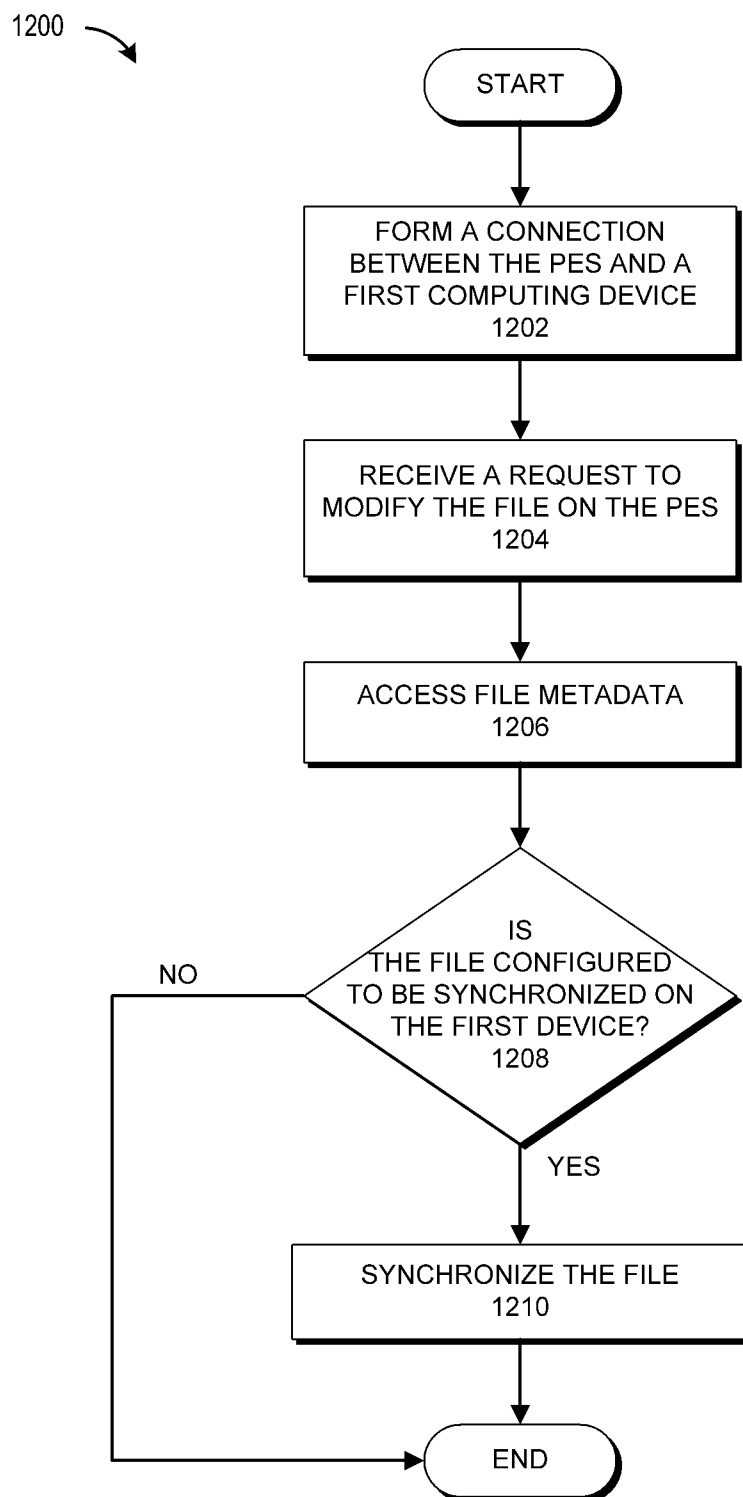 1200
START
FORM A CONNECTION
BETWEEN THE PES AND A
FIRST COMPUTING DEVICE
1202
RECEIVE A REQUEST TO
MODIFY THE FILE ON THE PES
1204
ACCESS FILE METADATA
1206
IS
THE FILE CONFIGURED
TO BE SYNCHRONIZED ON
THE FIRST DEVICE?
1208
NO
YES
SYNCHRONIZE THE FILE
1210
END